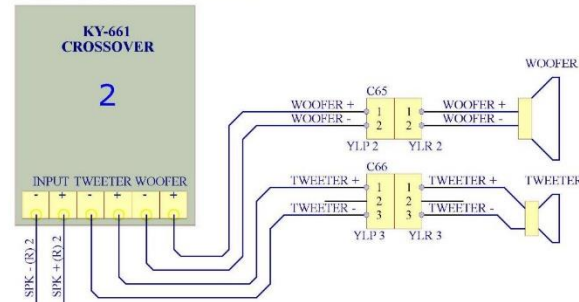 KY-661
CROSSOVER
2
INPUT TWEETER WOOFER
- + - + - +
SPK - (R) 2
SPK + (R) 2
WOOFER
C65
WOOFER + 1 1 WOOFER +
WOOFER - 2 2 WOOFER -
YLP 2 YLR 2
C66
TWEETER
TWEETER + 1 1 TWEETER +
2 2
TWEETER - 3 3 TWEETER -
YLP 3 YLR 3